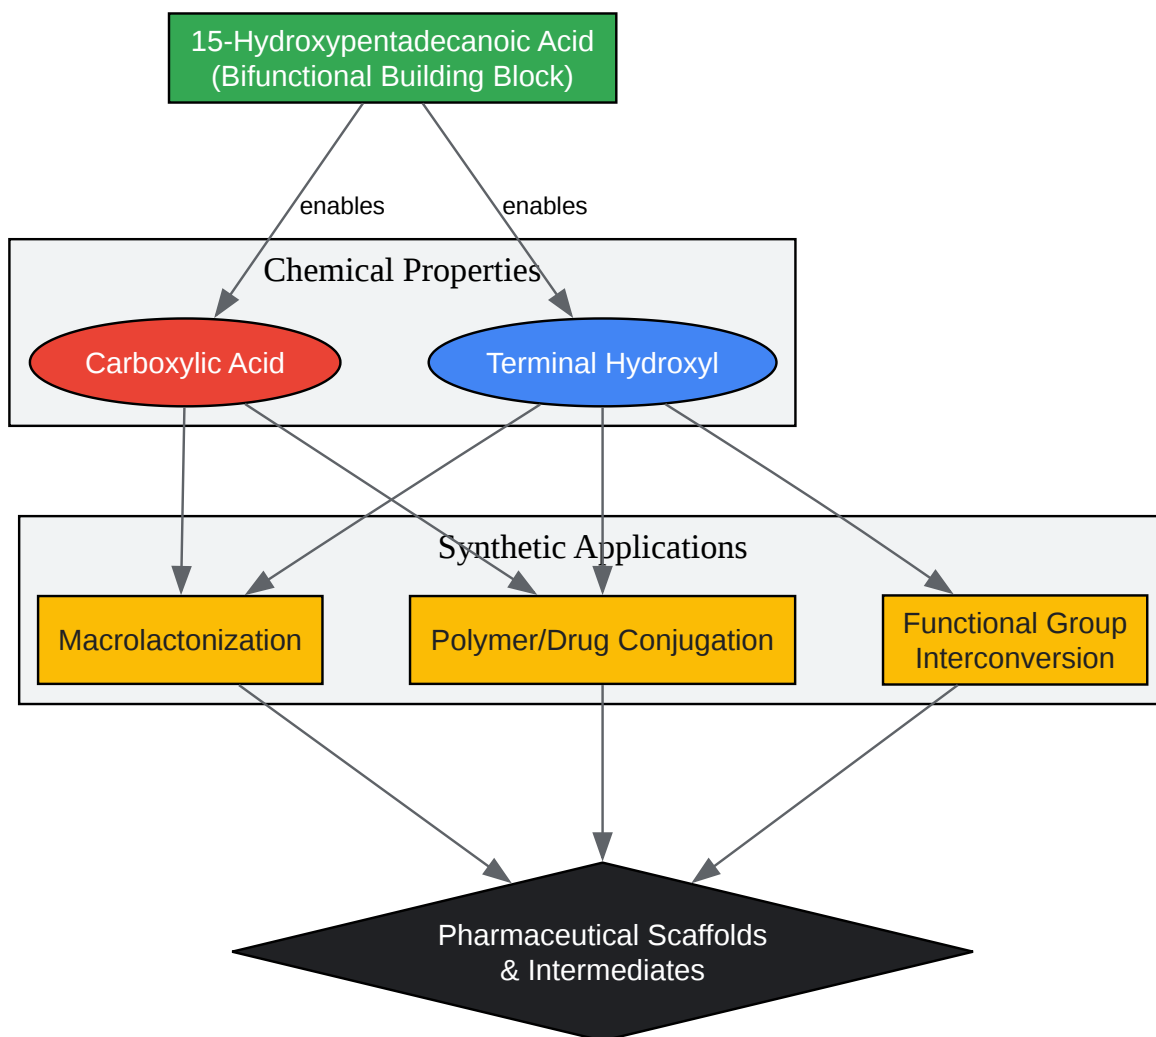 15-Hydroxypentadecanoic Acid
(Bifunctional Building Block)
enables
enables
Chemical Properties
Carboxylic Acid
Terminal Hydroxyl
Synthetic Applications
Macrolactonization
Polymer/Drug Conjugation
Functional Group
Interconversion
Pharmaceutical Scaffolds
& Intermediates